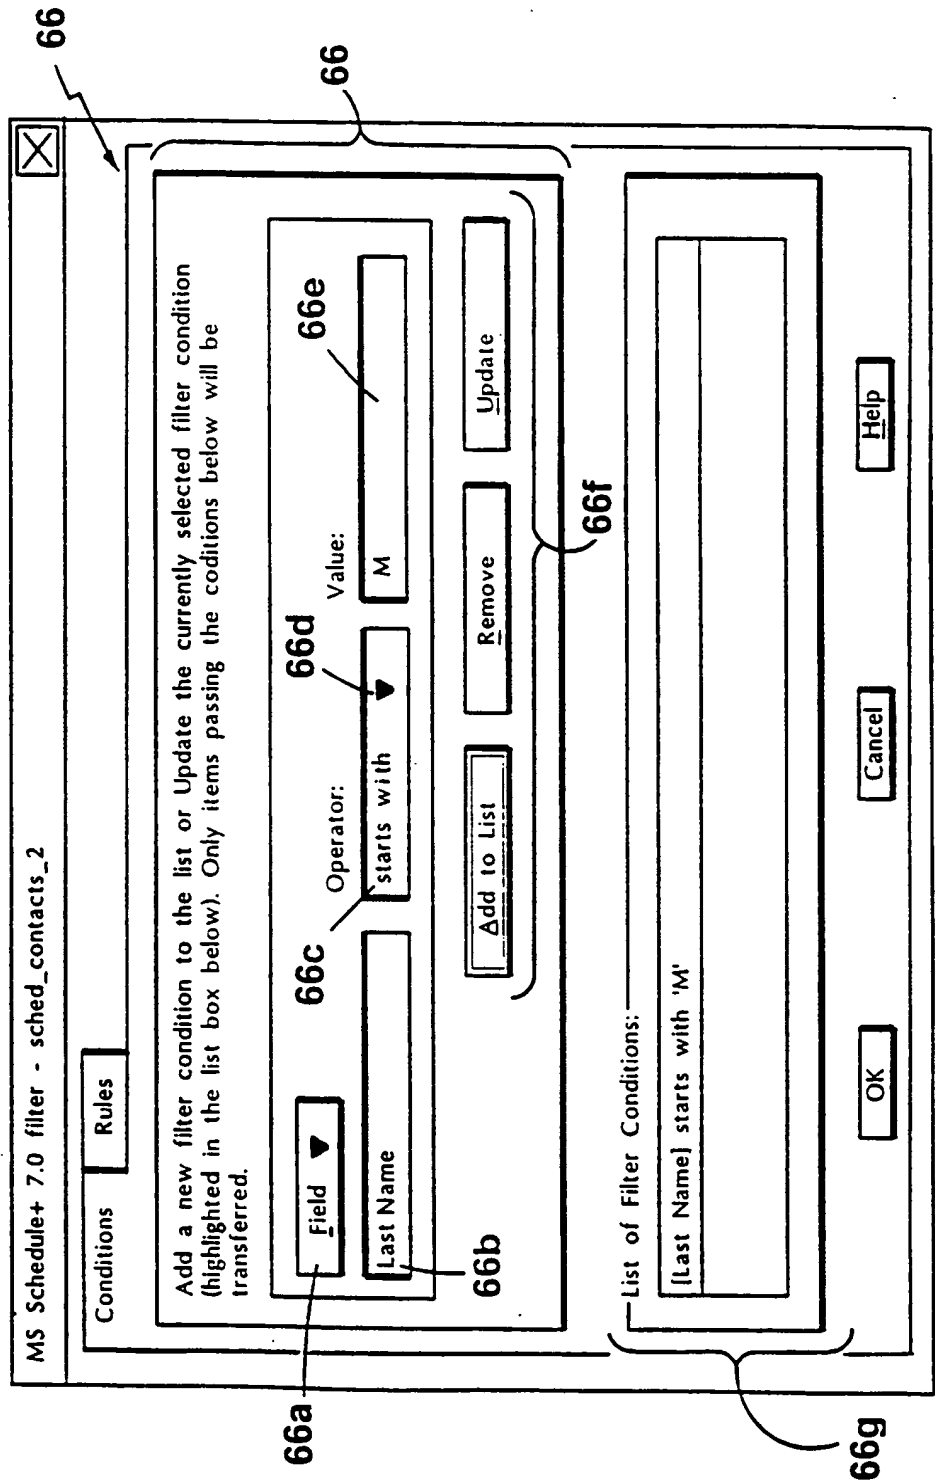 66
MS Schedule+ 7.0 filter - sched_contacts_2
Conditions Rules
66
Add a new filter condition to the list or Update the currently selected filter condition
(highlighted in the list box below). Only items passing the coditions below will be
transferred.
66a
Field
66c
Operator:
66d
Value:
66e
Last Name
starts with
M
66b
Add to List
Remove
Update
66f
List of Filter Conditions:
[Last Name] starts with 'M'
66g
OK
Cancel
Help